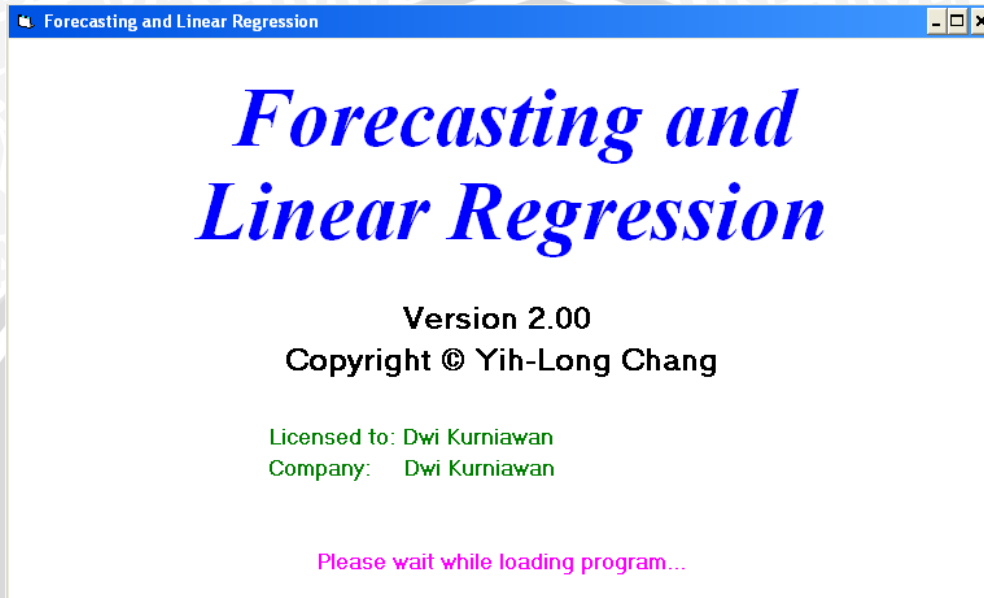 Forecasting and Linear Regression
Forecasting and
Linear Regression
Version 2.00
Copyright © Yih-Long Chang
Licensed to: Dwi Kurniawan
Company: Dwi Kurniawan
Please wait while loading program...